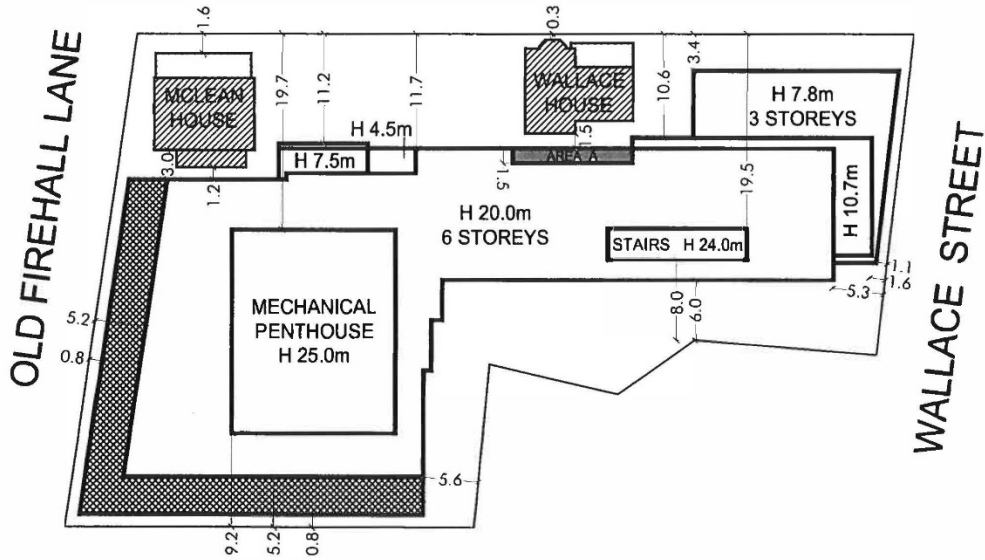 1.6
0.3
3.4
19.7
11.2
11.7
10.6
MCLEAN
HOUSE
WALLACE
HOUSE
H 7.8m
3 STOREYS
H 4.5m
H 7.5m
1.5
AREA A
3.0
1.2
1.5
19.5
OLD FIREHALL LANE
H 20.0m
6 STOREYS
STAIRS H 24.0m
H 10.7m
WALLACE STREET
1.1
1.6
5.3
8.0
6.0
MECHANICAL
PENTHOUSE
H 25.0m
5.2
0.8
5.6
9.2
5.2
0.8